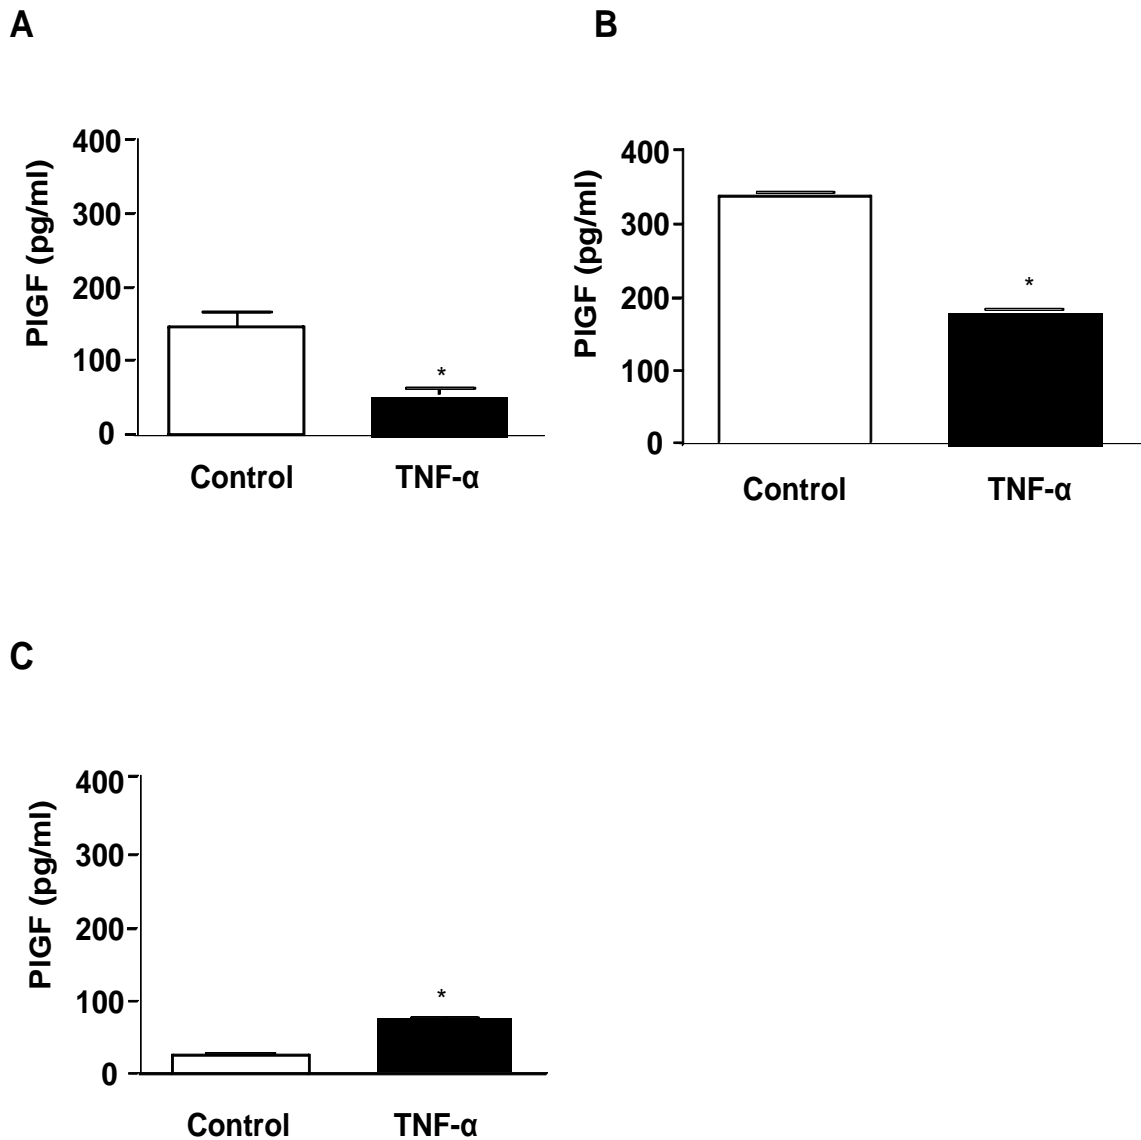 A
B
400
300
200
100
0
PIGF (pg/ml)
*
Control
TNF-α
400
300
200
100
0
PIGF (pg/ml)
*
Control
TNF-α
C
400
300
200
100
0
PIGF (pg/ml)
*
Control
TNF-α